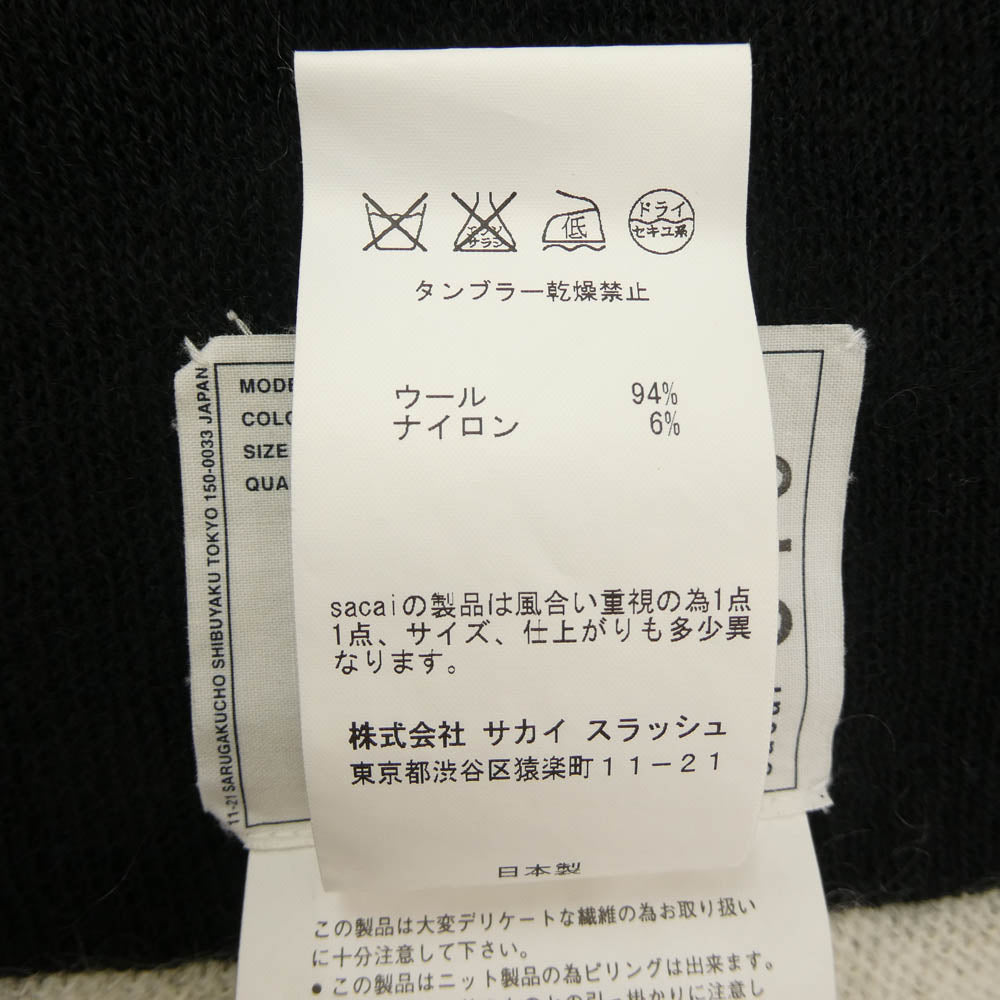 低
ドライ
セキユ系
タンブラー乾燥禁止
ウール 94%
ナイロン 6%
sacaiの製品は風合い重視の為1点
1点、サイズ、仕上がりも多少異
なります。
株式会社 サカイ スラッシュ
東京都渋谷区猿楽町11-21
日本製
MODE
COLO
SIZE
QUA
11-21 SARUGAKUCHO SHIBUYAKU TOKYO 150-0033 JAPAN
この製品は大変デリケートな繊維の為お取り扱い
に十分注意して下さい。
● この製品はニット製品の為ピリングは出来ます。